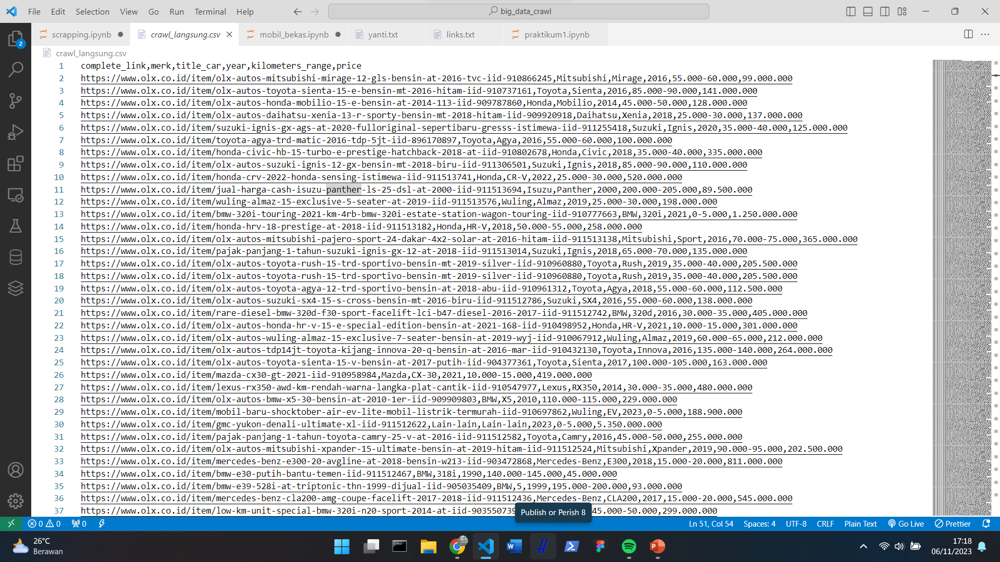 File Edit Selection View Go Run Terminal Help big_data_crawl
2
scrapping.ipynb crawl_langsung.csv mobil_bekas.ipynb yanti.txt links.txt praktikum1.ipynb
crawl_langsung.csv
1 complete_link,merk,title_car,year,kilometers_range,price
2 https://www.olx.co.id/item/olx-autos-mitsubishi-mirage-12-gls-bensin-at-2016-tvc-iid-910866245,Mitsubishi,Mirage,2016,55.000-60.000,99.000.000
3 https://www.olx.co.id/item/olx-autos-toyota-sienta-15-e-bensin-mt-2016-hitam-iid-910737161,Toyota,Sienta,2016,85.000-90.000,141.000.000
4 https://www.olx.co.id/item/olx-autos-honda-mobilio-15-e-bensin-at-2014-113-iid-909787860,Honda,Mobilio,2014,45.000-50.000,128.000.000
5 https://www.olx.co.id/item/olx-autos-daihatsu-xenia-13-r-sporty-bensin-mt-2018-hitam-iid-909920918,Daihatsu,Xenia,2018,25.000-30.000,137.000.000
6 https://www.olx.co.id/item/suzuki-ignis-gx-ags-at-2020-fulloriginal-sepertibaru-gresss-istimewa-iid-911255418,Suzuki,Ignis,2020,35.000-40.000,125.000.000
7 https://www.olx.co.id/item/toyota-agya-trd-matic-2016-tdp-5jt-iid-896170897,Toyota,Agya,2016,55.000-60.000,100.000.000
8 https://www.olx.co.id/item/honda-civic-hb-15-turbo-e-prestige-hatchback-2018-at-iid-910802678,Honda,Civic,2018,35.000-40.000,335.000.000
9 https://www.olx.co.id/item/olx-autos-suzuki-ignis-12-gx-bensin-mt-2018-biru-iid-911306501,Suzuki,Ignis,2018,85.000-90.000,110.000.000
10 https://www.olx.co.id/item/honda-crv-2022-honda-sensing-istimewa-iid-911513741,Honda,CR-V,2022,25.000-30.000,520.000.000
11 https://www.olx.co.id/item/jual-harga-cash-isuzu-panther-ls-25-dsl-at-2000-iid-911513694,Isuzu,Panther,2000,200.000-205.000,89.500.000
12 https://www.olx.co.id/item/wuling-almaz-15-exclusive-5-seater-at-2019-iid-911513576,Wuling,Almaz,2019,25.000-30.000,198.000.000
13 https://www.olx.co.id/item/bmw-320i-touring-2021-km-4rb-bmw-320i-estate-station-wagon-touring-iid-910777663,BMW,320i,2021,0-5.000,1.250.000.000
14 https://www.olx.co.id/item/honda-hrv-18-prestige-at-2018-iid-911513182,Honda,HR-V,2018,50.000-55.000,258.000.000
15 https://www.olx.co.id/item/olx-autos-mitsubishi-pajero-sport-24-dakar-4x2-solar-at-2016-hitam-iid-911513138,Mitsubishi,Sport,2016,70.000-75.000,365.000.000
16 https://www.olx.co.id/item/pajak-panjang-1-tahun-suzuki-ignis-gx-12-at-2018-iid-911513014,Suzuki,Ignis,2018,65.000-70.000,135.000.000
17 https://www.olx.co.id/item/olx-autos-toyota-rush-15-trd-sportivo-bensin-mt-2019-silver-iid-910960880,Toyota,Rush,2019,35.000-40.000,205.500.000
18 https://www.olx.co.id/item/olx-autos-toyota-rush-15-trd-sportivo-bensin-mt-2019-silver-iid-910960880,Toyota,Rush,2019,35.000-40.000,205.500.000
19 https://www.olx.co.id/item/olx-autos-toyota-agya-12-trd-sportivo-bensin-at-2018-abu-iid-910961312,Toyota,Agya,2018,55.000-60.000,112.500.000
20 https://www.olx.co.id/item/olx-autos-suzuki-sx4-15-s-cross-bensin-mt-2016-biru-iid-911512786,Suzuki,SX4,2016,55.000-60.000,138.000.000
21 https://www.olx.co.id/item/rare-diesel-bmw-320d-f30-sport-facelift-lci-b47-diesel-2016-2017-iid-911512742,BMW,320d,2016,30.000-35.000,405.000.000
22 https://www.olx.co.id/item/olx-autos-honda-hr-v-15-e-special-edition-bensin-at-2021-168-iid-910498952,Honda,HR-V,2021,10.000-15.000,301.000.000
23 https://www.olx.co.id/item/olx-autos-wuling-almaz-15-exclusive-7-seater-bensin-at-2019-wyj-iid-910067912,Wuling,Almaz,2019,60.000-65.000,212.000.000
24 https://www.olx.co.id/item/olx-autos-tdp14jt-toyota-kijang-innova-20-q-bensin-at-2016-mar-iid-910432130,Toyota,Innova,2016,135.000-140.000,264.000.000
25 https://www.olx.co.id/item/olx-autos-toyota-sienta-15-v-bensin-at-2017-putih-iid-904377361,Toyota,Sienta,2017,100.000-105.000,163.000.000
26 https://www.olx.co.id/item/mazda-cx30-gt-2021-iid-910958984,Mazda,CX-30,2021,10.000-15.000,419.000.000
27 https://www.olx.co.id/item/lexus-rx350-awd-km-rendah-warna-langka-plat-cantik-iid-910547977,Lexus,RX350,2014,30.000-35.000,480.000.000
28 https://www.olx.co.id/item/olx-autos-bmw-x5-30-bensin-at-2010-1er-iid-909909803,BMW,X5,2010,110.000-115.000,229.000.000
29 https://www.olx.co.id/item/mobil-baru-shocktober-air-ev-lite-mobil-listrik-termurah-iid-910697862,Wuling,EV,2023,0-5.000,188.900.000
30 https://www.olx.co.id/item/gmc-yukon-denali-ultimate-xl-iid-911512622,Lain-lain,Lain-lain,2023,0-5.000,5.350.000.000
31 https://www.olx.co.id/item/pajak-panjang-1-tahun-toyota-camry-25-v-at-2016-iid-911512582,Toyota,Camry,2016,45.000-50.000,255.000.000
32 https://www.olx.co.id/item/olx-autos-mitsubishi-xpander-15-ultimate-bensin-at-2019-hitam-iid-911512524,Mitsubishi,Xpander,2019,90.000-95.000,202.500.000
33 https://www.olx.co.id/item/mercedes-benz-e300-20-avgline-at-2018-bensin-w213-iid-903472868,Mercedes-Benz,E300,2018,15.000-20.000,811.000.000
34 https://www.olx.co.id/item/bmw-e30-putih-bantu-temen-iid-911512467,BMW,318i,1990,140.000-145.000,45.000.000
35 https://www.olx.co.id/item/bmw-e39-528i-at-triptonic-thn-1999-dijual-iid-905035409,BMW,5,1999,195.000-200.000,93.000.000
36 https://www.olx.co.id/item/mercedes-benz-cla200-amg-coupe-facelift-2017-2018-iid-911512436,Mercedes-Benz,CLA200,2017,15.000-20.000,545.000.000
37 https://www.olx.co.id/item/low-km-unit-special-bmw-320i-n20-sport-2014-at-iid-903550739 45.000-50.000,299.000.000
Publish or Perish 8
0 0 0 Ln 51, Col 54 Spaces: 4 UTF-8 CRLF Plain Text Go Live Prettier
26°C
Berawan
17:18
06/11/2023